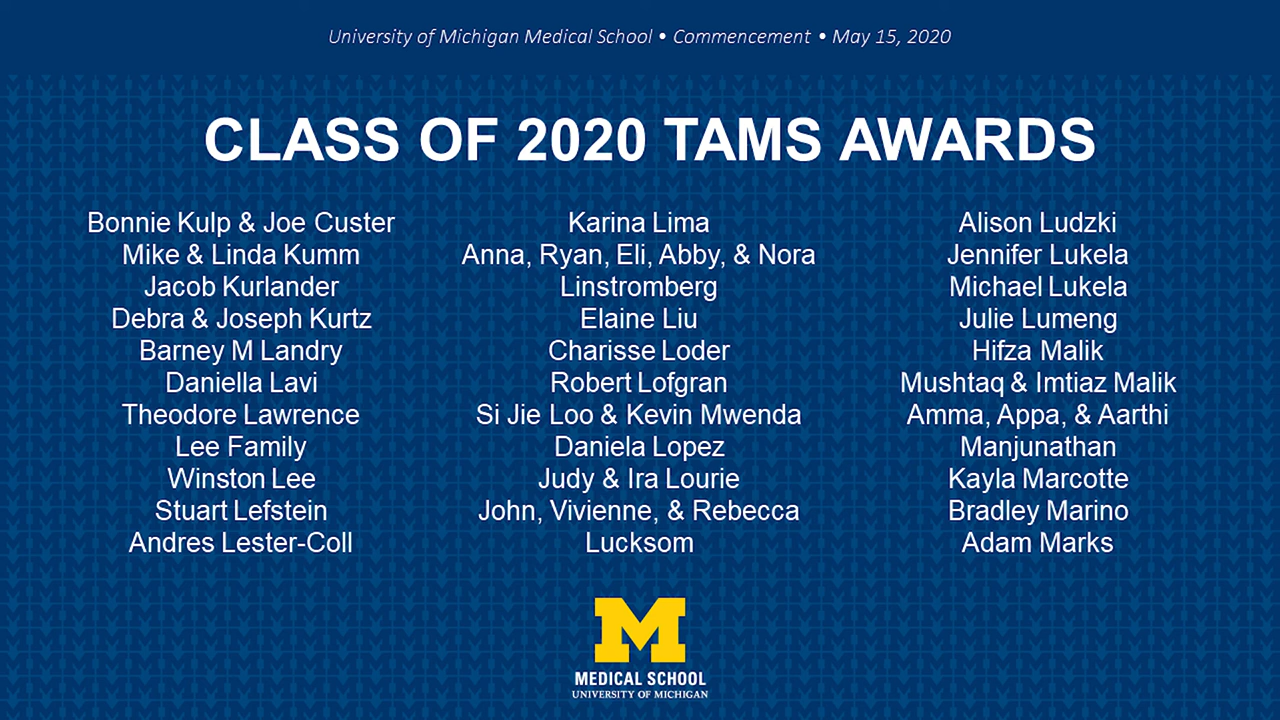 University of Michigan Medical School • Commencement • May 15, 2020
CLASS OF 2020 TAMS AWARDS
Bonnie Kulp & Joe Custer
Mike & Linda Kumm
Jacob Kurlander
Debra & Joseph Kurtz
Barney M Landry
Daniella Lavi
Theodore Lawrence
Lee Family
Winston Lee
Stuart Lefstein
Andres Lester-Coll
Karina Lima
Anna, Ryan, Eli, Abby, & Nora
Linstromberg
Elaine Liu
Charisse Loder
Robert Lofgran
Si Jie Loo & Kevin Mwenda
Daniela Lopez
Judy & Ira Lourie
John, Vivienne, & Rebecca
Lucksom
Alison Ludzki
Jennifer Lukela
Michael Lukela
Julie Lumeng
Hifza Malik
Mushtaq & Imtiaz Malik
Amma, Appa, & Aarthi
Manjunathan
Kayla Marcotte
Bradley Marino
Adam Marks
M
MEDICAL SCHOOL
UNIVERSITY OF MICHIGAN